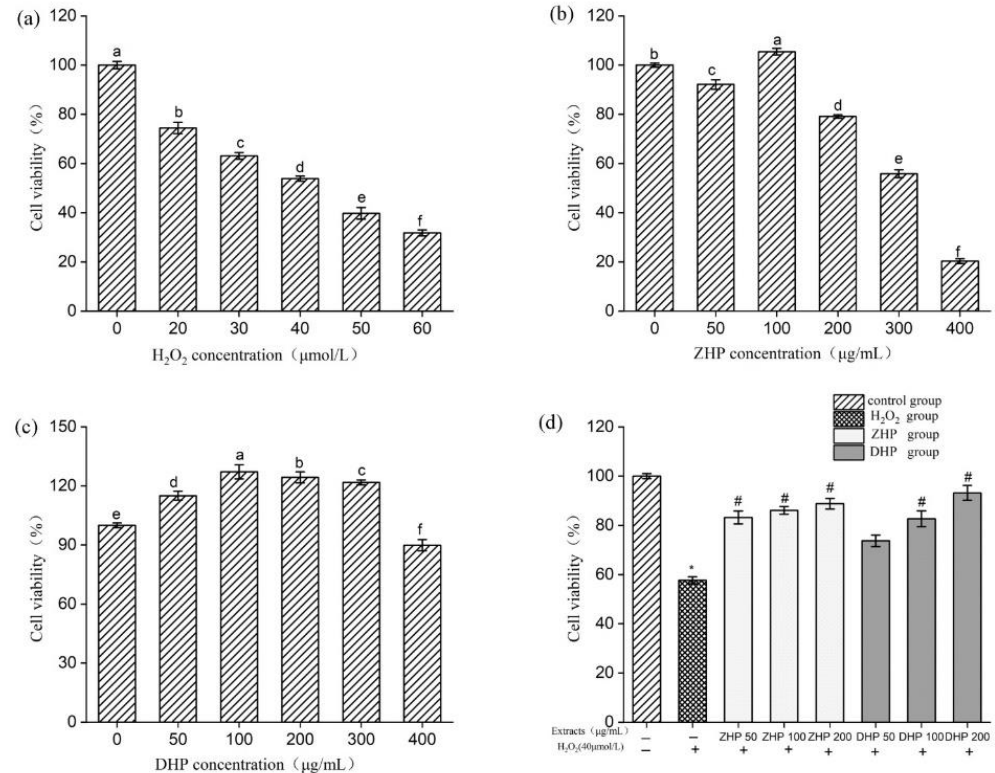 (a)
120
100
80
60
40
20
0
Cell viability（%）
a
b
c
d
e
f
0 20 30 40 50 60
H₂O₂ concentration（μmol/L）
(b)
120
100
80
60
40
20
0
Cell viability（%）
b
c
a
d
e
f
0 50 100 200 300 400
ZHP concentration（μg/mL）
(c)
150
120
90
60
30
0
Cell viability（%）
e
d
a
b
c
f
0 50 100 200 300 400
DHP concentration（μg/mL）
(d)
control group
H₂O₂ group
ZHP group
DHP group
120
100
80
60
40
20
0
Cell viability（%）
*
#
#
#
#
#
Extracts（μg/mL） – – ZHP 50 ZHP 100 ZHP 200 DHP 50 DHP 100 DHP 200
H₂O₂(40μmol/L) – + + + + + + +